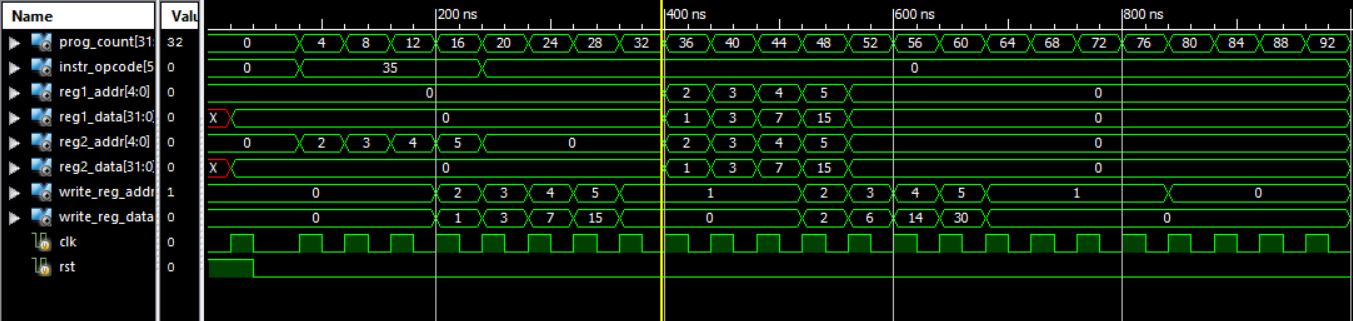 Name Value 200 ns 400 ns 600 ns 800 ns
prog_count[31: 32 0 4 8 12 16 20 24 28 32 36 40 44 48 52 56 60 64 68 72 76 80 84 88 92
instr_opcode[5 0 0 35 0
reg1_addr[4:0] 0 0 2 3 4 5 0
reg1_data[31:0] 0 X 0 1 3 7 15 0
reg2_addr[4:0] 0 0 2 3 4 5 0 2 3 4 5 0
reg2_data[31:0] 0 X 0 1 3 7 15 0
write_reg_addr 1 0 2 3 4 5 1 2 3 4 5 1 0
write_reg_data 0 0 1 3 7 15 0 2 6 14 30 0
clk 0
rst 0